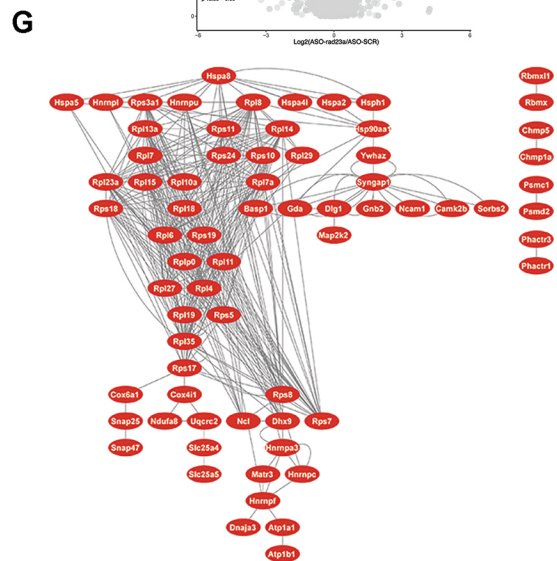 G
0
-6 -3 0 3 6
Log2(ASO-rad23a/ASO-SCR)
Hspa8
Hspa5 Hnrnpl Rps3a1 Hnrnpu Rpl8 Hspa4l Hspa2 Hsph1 Rbmxl1
Rbmx
Rpl13a Rps11 Rpl14 Hsp90aa1 Chmp5
Rpl7 Rps24 Rps10 Rpl29 Ywhaz Chmp1a
Rpl23a Rpl15 Rpl10a Rpl7a Syngap1 Psmc1
Rps18 Rpl18 Basp1 Gda Dlg1 Gnb2 Ncam1 Camk2b Sorbs2 Psmd2
Rpl6 Rps19 Map2k2 Phactr3
Rplp0 Rpl11 Phactr1
Rpl27 Rpl4
Rpl19 Rps5
Rpl35
Rps17
Cox6a1 Cox4i1 Rps8
Snap25 Ndufa8 Uqcrc2 Ncl Dhx9 Rps7
Snap47 Slc25a4 Hnrnpa3
Slc25a5 Matr3 Hnrnpc
Hnrnpf
Dnaja3 Atp1a1
Atp1b1